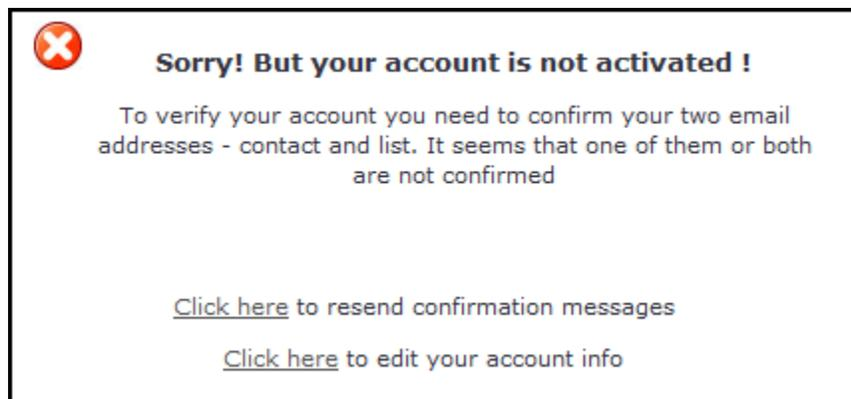 Sorry! But your account is not activated !
To verify your account you need to confirm your two email
addresses - contact and list. It seems that one of them or both
are not confirmed
Click here to resend confirmation messages
Click here to edit your account info